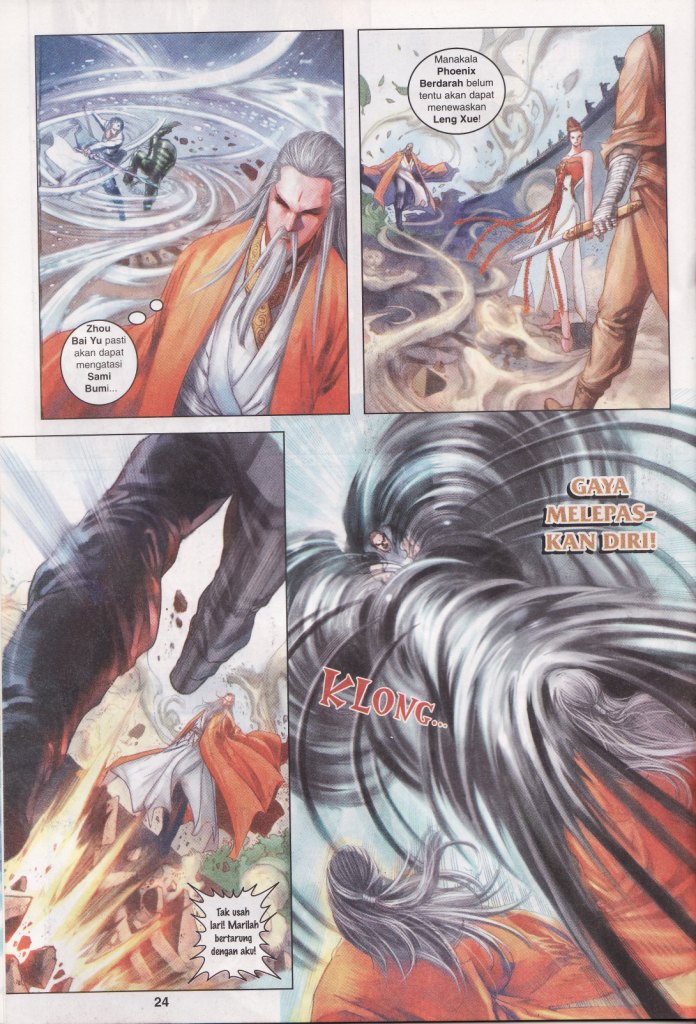 Zhou
Bai Yu pasti
akan dapat
mengatasi
Sami
Bumi...
Manakala
Phoenix
Berdarah belum
tentu akan dapat
menewaskan
Leng Xue!
Tak usah
lari! Marilah
bertarung
dengan aku!
GAYA
MELEPAS-
KAN DIRI!
KLONG...
24